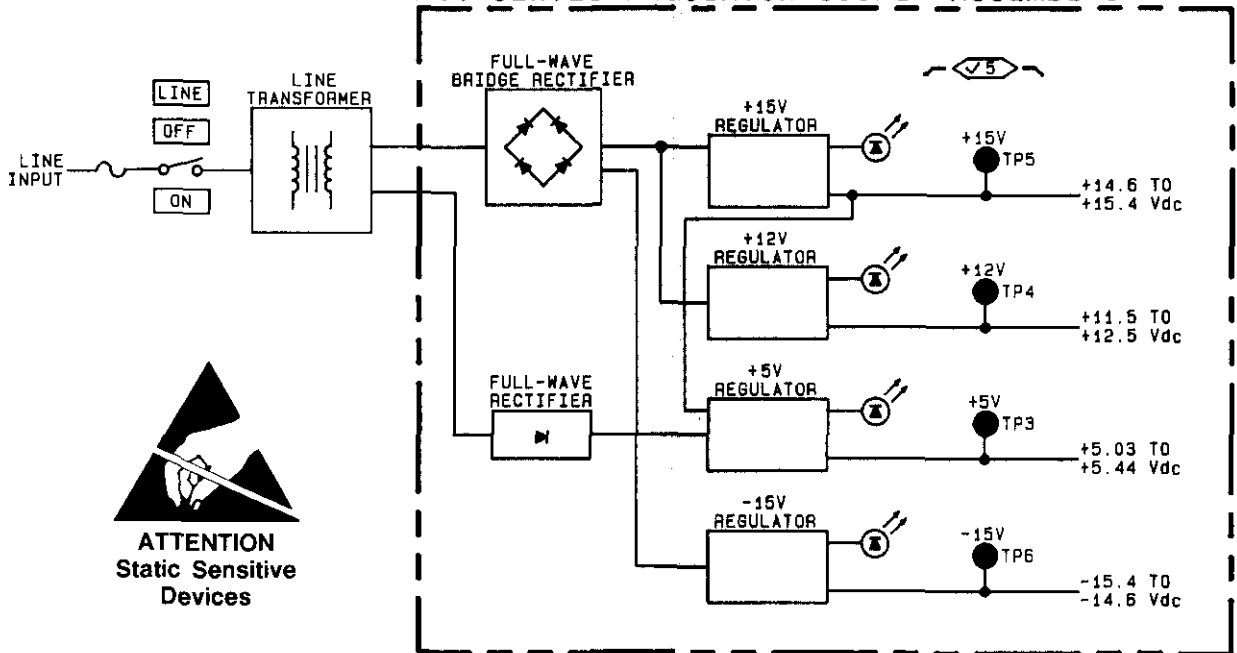 LINE
INPUT
LINE
OFF
ON
LINE
TRANSFORMER
FULL-WAVE
BRIDGE RECTIFIER
FULL-WAVE
RECTIFIER
✓5
+15V
REGULATOR
+15V
TP5
+14.6 TO
+15.4 Vdc
+12V
REGULATOR
+12V
TP4
+11.5 TO
+12.5 Vdc
+5V
REGULATOR
+5V
TP3
+5.03 TO
+5.44 Vdc
-15V
REGULATOR
-15V
TP6
-15.4 TO
-14.6 Vdc
ATTENTION
Static Sensitive
Devices